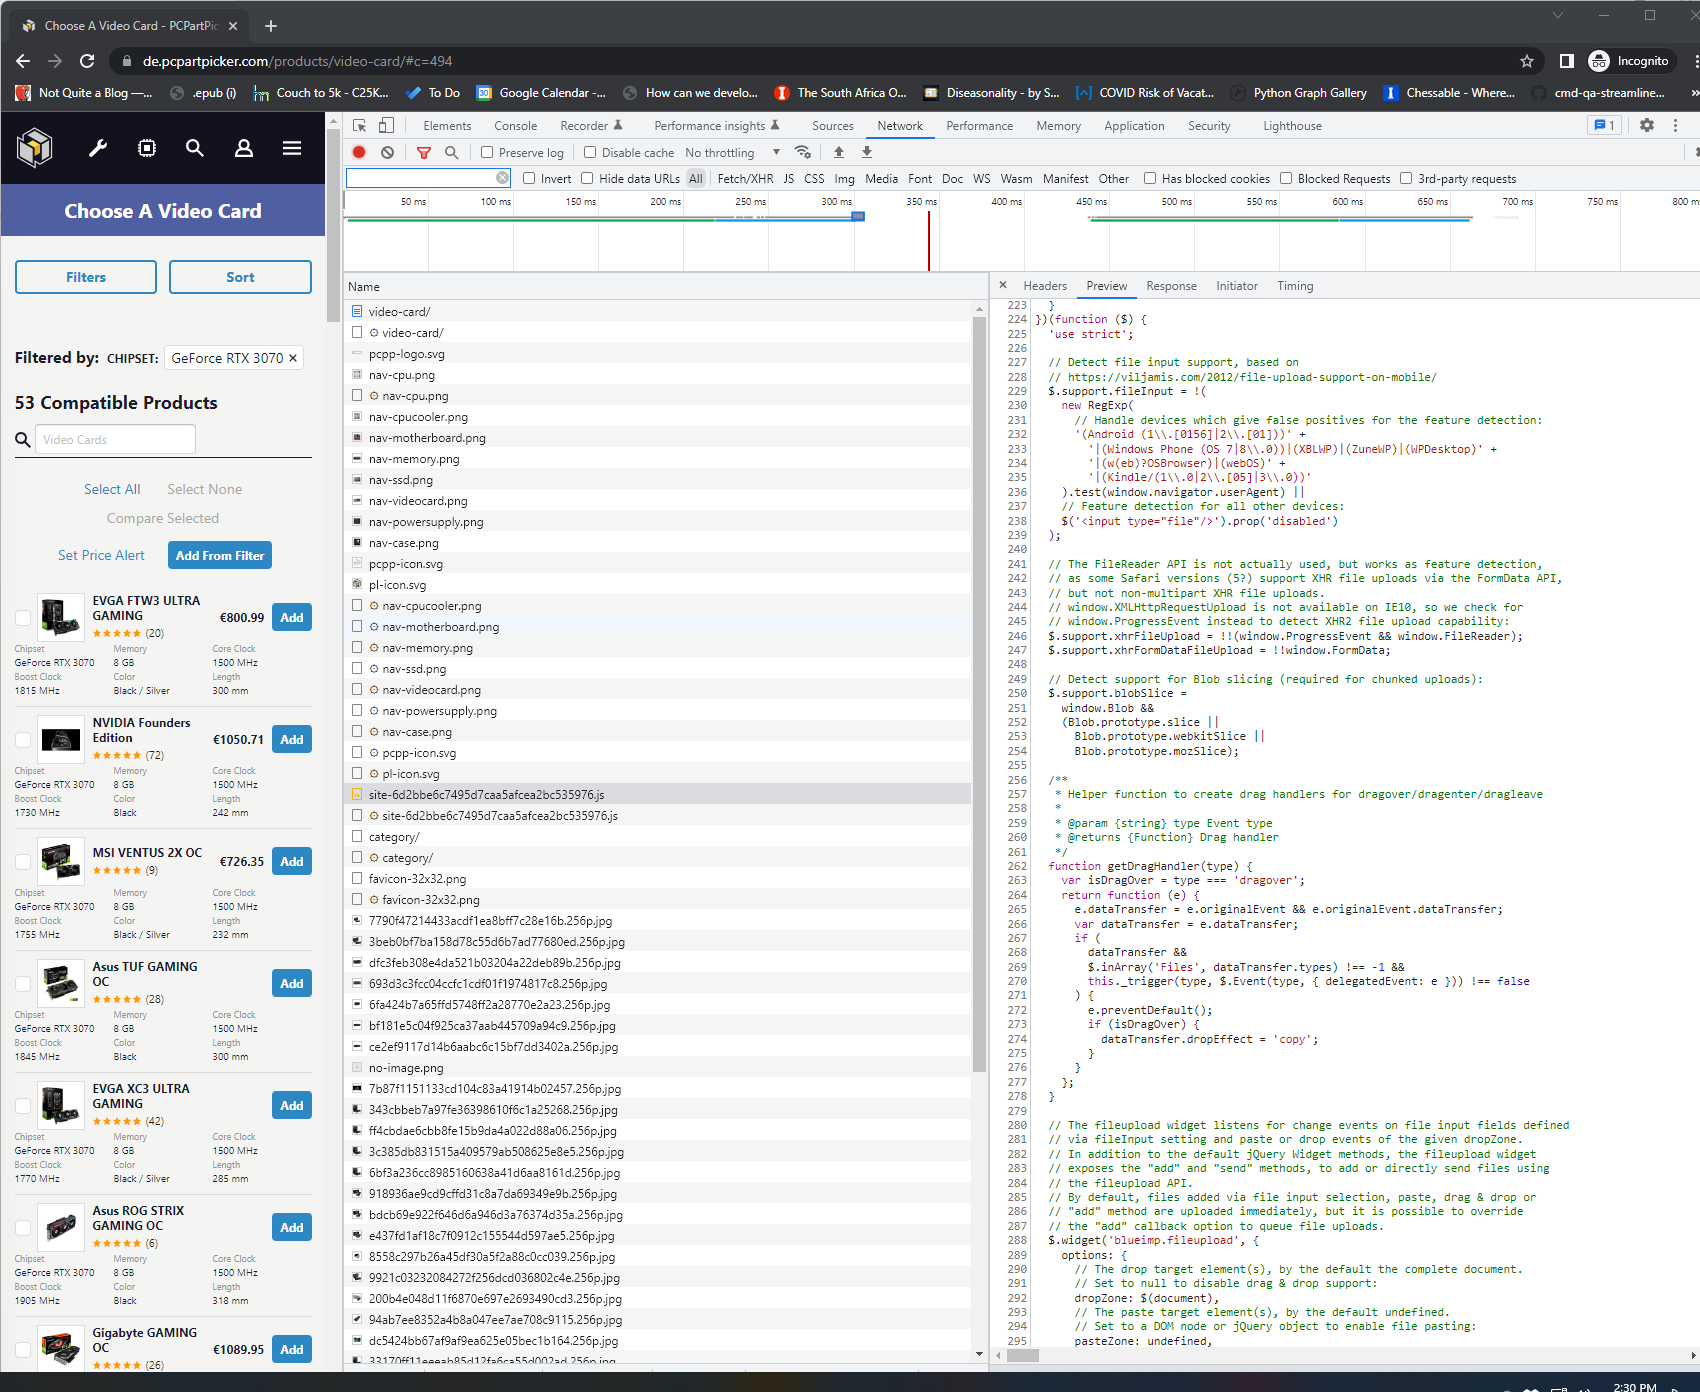 Choose A Video Card - PCPartPic
de.pcpartpicker.com/products/video-card/#c=494
Incognito
Not Quite a Blog —...
.epub (i)
Couch to 5k - C25K...
To Do
Google Calendar -...
How can we develo...
The South Africa O...
Diseasonality - by S...
COVID Risk of Vacat...
Python Graph Gallery
Chessable - Where...
cmd-qa-streamline...
Choose A Video Card
Filters
Sort
Filtered by: CHIPSET: GeForce RTX 3070 ×
53 Compatible Products
Video Cards
Select All Select None
Compare Selected
Set Price Alert Add From Filter
EVGA FTW3 ULTRA
GAMING
(20)
€800.99 Add
Chipset Memory Core Clock
GeForce RTX 3070 8 GB 1500 MHz
Boost Clock Color Length
1815 MHz Black / Silver 300 mm
NVIDIA Founders
Edition
(72)
€1050.71 Add
Chipset Memory Core Clock
GeForce RTX 3070 8 GB 1500 MHz
Boost Clock Color Length
1730 MHz Black 242 mm
MSI VENTUS 2X OC
(9)
€726.35 Add
Chipset Memory Core Clock
GeForce RTX 3070 8 GB 1500 MHz
Boost Clock Color Length
1755 MHz Black / Silver 232 mm
Asus TUF GAMING
OC
(28)
Add
Chipset Memory Core Clock
GeForce RTX 3070 8 GB 1500 MHz
Boost Clock Color Length
1845 MHz Black 300 mm
EVGA XC3 ULTRA
GAMING
(42)
Add
Chipset Memory Core Clock
GeForce RTX 3070 8 GB 1500 MHz
Boost Clock Color Length
1770 MHz Black / Silver 285 mm
Asus ROG STRIX
GAMING OC
(6)
Add
Chipset Memory Core Clock
GeForce RTX 3070 8 GB 1500 MHz
Boost Clock Color Length
1905 MHz Black 318 mm
Gigabyte GAMING
OC
(26)
€1089.95 Add
Elements Console Recorder Performance insights Sources Network Performance Memory Application Security Lighthouse
1
Preserve log Disable cache No throttling
Invert Hide data URLs All Fetch/XHR JS CSS Img Media Font Doc WS Wasm Manifest Other Has blocked cookies Blocked Requests 3rd-party requests
50 ms 100 ms 150 ms 200 ms 250 ms 300 ms 350 ms 400 ms 450 ms 500 ms 550 ms 600 ms 650 ms 700 ms 750 ms 800 m
Name
video-card/
video-card/
pcpp-logo.svg
nav-cpu.png
nav-cpu.png
nav-cpucooler.png
nav-motherboard.png
nav-memory.png
nav-ssd.png
nav-videocard.png
nav-powersupply.png
nav-case.png
pcpp-icon.svg
pl-icon.svg
nav-cpucooler.png
nav-motherboard.png
nav-memory.png
nav-ssd.png
nav-videocard.png
nav-powersupply.png
nav-case.png
pcpp-icon.svg
pl-icon.svg
site-6d2bbe6c7495d7caa5afcea2bc535976.js
site-6d2bbe6c7495d7caa5afcea2bc535976.js
category/
category/
favicon-32x32.png
favicon-32x32.png
7790f47214433acdf1ea8bff7c28e16b.256p.jpg
3beb0bf7ba158d78c55d6b7ad77680ed.256p.jpg
dfc3feb308e4da521b03204a22deb89b.256p.jpg
693d3c3fcc04ccfc1cdf01f1974817c8.256p.jpg
6fa424b7a65ffd5748ff2a28770e2a23.256p.jpg
bf181e5c04f925ca37aab445709a94c9.256p.jpg
ce2ef9117d14b6aabc6c15bf7dd3402a.256p.jpg
no-image.png
7b87f1151133cd104c83a41914b02457.256p.jpg
343cbbeb7a97fe36398610f6c1a25268.256p.jpg
ff4cbdae6cbb8fe15b9da4a022d88a06.256p.jpg
3c385db831515a409579ab508625e8e5.256p.jpg
6bf3a236cc8985160638a41d6aa8161d.256p.jpg
918936ae9cd9cffd31c8a7da69349e9b.256p.jpg
bdcb69e922f646d6a946d3a76374d35a.256p.jpg
e437fd1af18c7f0912c155544d597ae5.256p.jpg
8558c297b26a45df30a5f2a88c0cc039.256p.jpg
9921c03232084272f256dcd036802c4e.256p.jpg
200b4e048d11f6870e697e2693490cd3.256p.jpg
94ab7ee8352a4b8a047ee7ae708c9115.256p.jpg
dc5424bb67af9af9ea625e05bec1b164.256p.jpg
33170ff11eeeab85d12fa6ca55d002ad.256p.jpg
Headers Preview Response Initiator Timing
223 }
224 })(function ($) {
225 'use strict';
226
227 // Detect file input support, based on
228 // https://viljamis.com/2012/file-upload-support-on-mobile/
229 $.support.fileInput = !(
230 new RegExp(
231 // Handle devices which give false positives for the feature detection:
232 '(Android (1\\.[0156]|2\\.[01]))' +
233 '|(Windows Phone (OS 7|8\\.0))|(XBLWP)|(ZuneWP)|(WPDesktop)' +
234 '|(w(eb)?OSBrowser)|(webOS)' +
235 '|(Kindle/(1\\.0|2\\.[05]|3\\.0))'
236 ).test(window.navigator.userAgent) ||
237 // Feature detection for all other devices:
238 $('<input type="file"/>').prop('disabled')
239 );
240
241 // The FileReader API is not actually used, but works as feature detection,
242 // as some Safari versions (5?) support XHR file uploads via the FormData API,
243 // but not non-multipart XHR file uploads.
244 // window.XMLHttpRequestUpload is not available on IE10, so we check for
245 // window.ProgressEvent instead to detect XHR2 file upload capability:
246 $.support.xhrFileUpload = !!(window.ProgressEvent && window.FileReader);
247 $.support.xhrFormDataFileUpload = !!window.FormData;
248
249 // Detect support for Blob slicing (required for chunked uploads):
250 $.support.blobSlice =
251 window.Blob &&
252 (Blob.prototype.slice ||
253 Blob.prototype.webkitSlice ||
254 Blob.prototype.mozSlice);
255
256 /**
257 * Helper function to create drag handlers for dragover/dragenter/dragleave
258 *
259 * @param {string} type Event type
260 * @returns {Function} Drag handler
261 */
262 function getDragHandler(type) {
263 var isDragOver = type === 'dragover';
264 return function (e) {
265 e.dataTransfer = e.originalEvent && e.originalEvent.dataTransfer;
266 var dataTransfer = e.dataTransfer;
267 if (
268 dataTransfer &&
269 $.inArray('Files', dataTransfer.types) !== -1 &&
270 this._trigger(type, $.Event(type, { delegatedEvent: e })) !== false
271 ) {
272 e.preventDefault();
273 if (isDragOver) {
274 dataTransfer.dropEffect = 'copy';
275 }
276 }
277 };
278 }
279
280 // The fileupload widget listens for change events on file input fields defined
281 // via fileInput setting and paste or drop events of the given dropZone.
282 // In addition to the default jQuery Widget methods, the fileupload widget
283 // exposes the "add" and "send" methods, to add or directly send files using
284 // the fileupload API.
285 // By default, files added via file input selection, paste, drag & drop or
286 // "add" method are uploaded immediately, but it is possible to override
287 // the "add" callback option to queue file uploads.
288 $.widget('blueimp.fileupload', {
289 options: {
290 // The drop target element(s), by the default the complete document.
291 // Set to null to disable drag & drop support:
292 dropZone: $(document),
293 // The paste target element(s), by the default undefined.
294 // Set to a DOM node or jQuery object to enable file pasting:
295 pasteZone: undefined,
2:30 PM